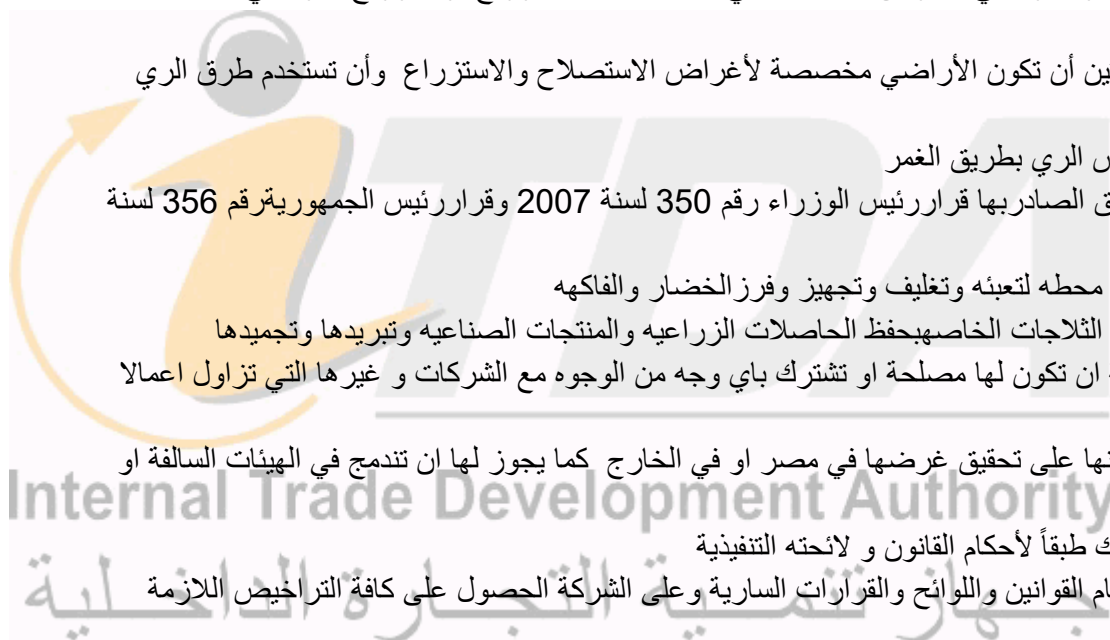 ين أن تكون الأراضي مخصصة لأغراض الاستصلاح والاستزراع وأن تستخدم طرق الري
الري بطريق الغمر
الصادربها قراررئيس الوزراء رقم 350 لسنة 2007 وقراررئيس الجمهوريةرقم 356 لسنة
محطه لتعبئه وتغليف وتجهيز وفرزالخضار والفاكهه
الثلاجات الخاصهبحفظ الحاصلات الزراعيه والمنتجات الصناعيه وتبريدها وتجميدها
ان تكون لها مصلحة او تشترك باي وجه من الوجوه مع الشركات و غيرها التي تزاول اعمالا
نها على تحقيق غرضها في مصر او في الخارج كما يجوز لها ان تندمج في الهيئات السالفة او
طبقاً لأحكام القانون و لائحته التنفيذية
ام القوانين واللوائح والقرارات السارية وعلى الشركة الحصول على كافة التراخيص اللازمة
iTDA
Internal Trade Development Authority
جهاز تنمية التجارة الداخلية